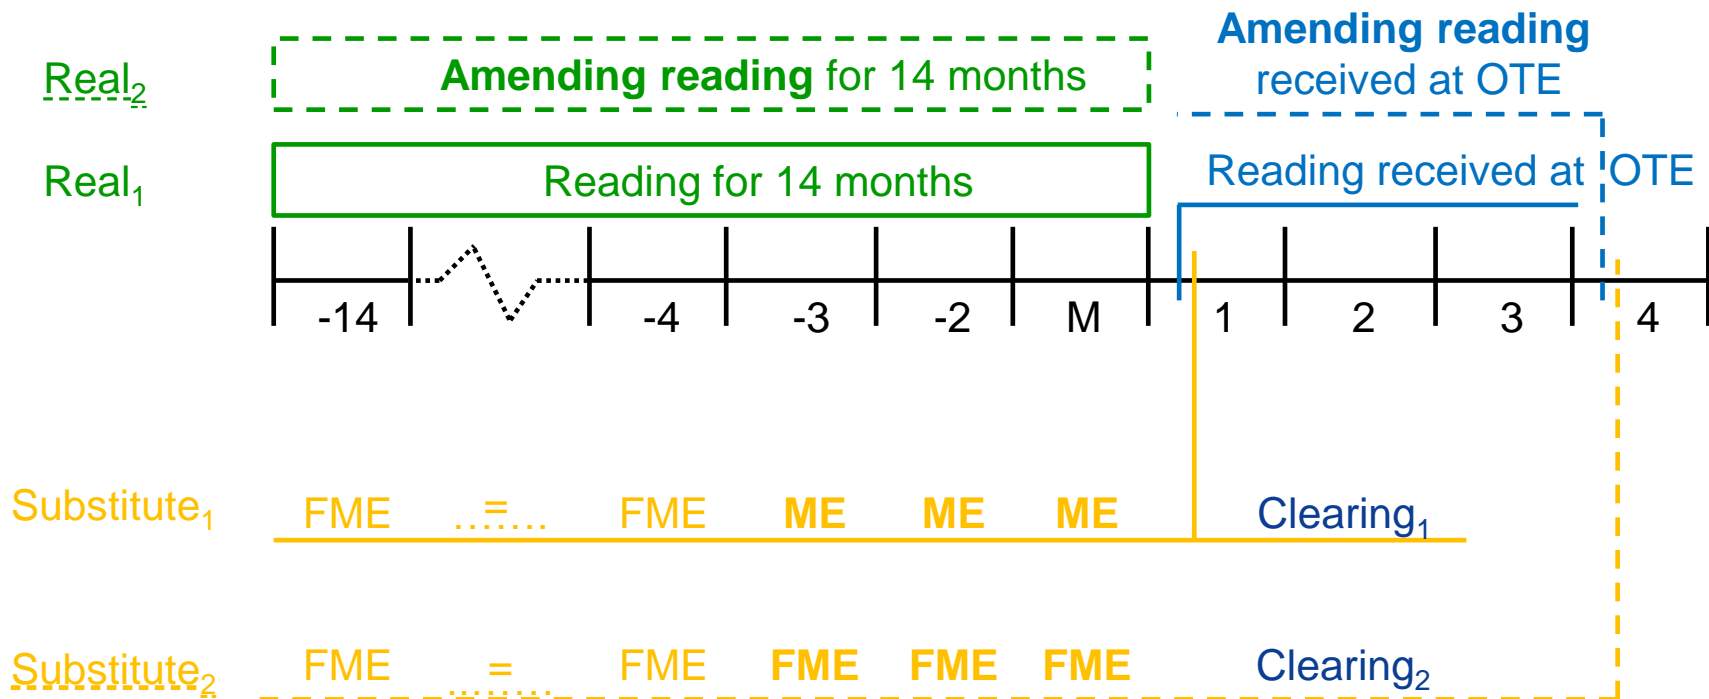 Amending reading
received at OTE
Real2
Amending reading for 14 months
Real1
Reading for 14 months
Reading received at OTE
-14 -4 -3 -2 M 1 2 3 4
Substitute1 FME = ....... FME ME ME ME Clearing1
Substitute2 FME = ....... FME FME FME FME Clearing2